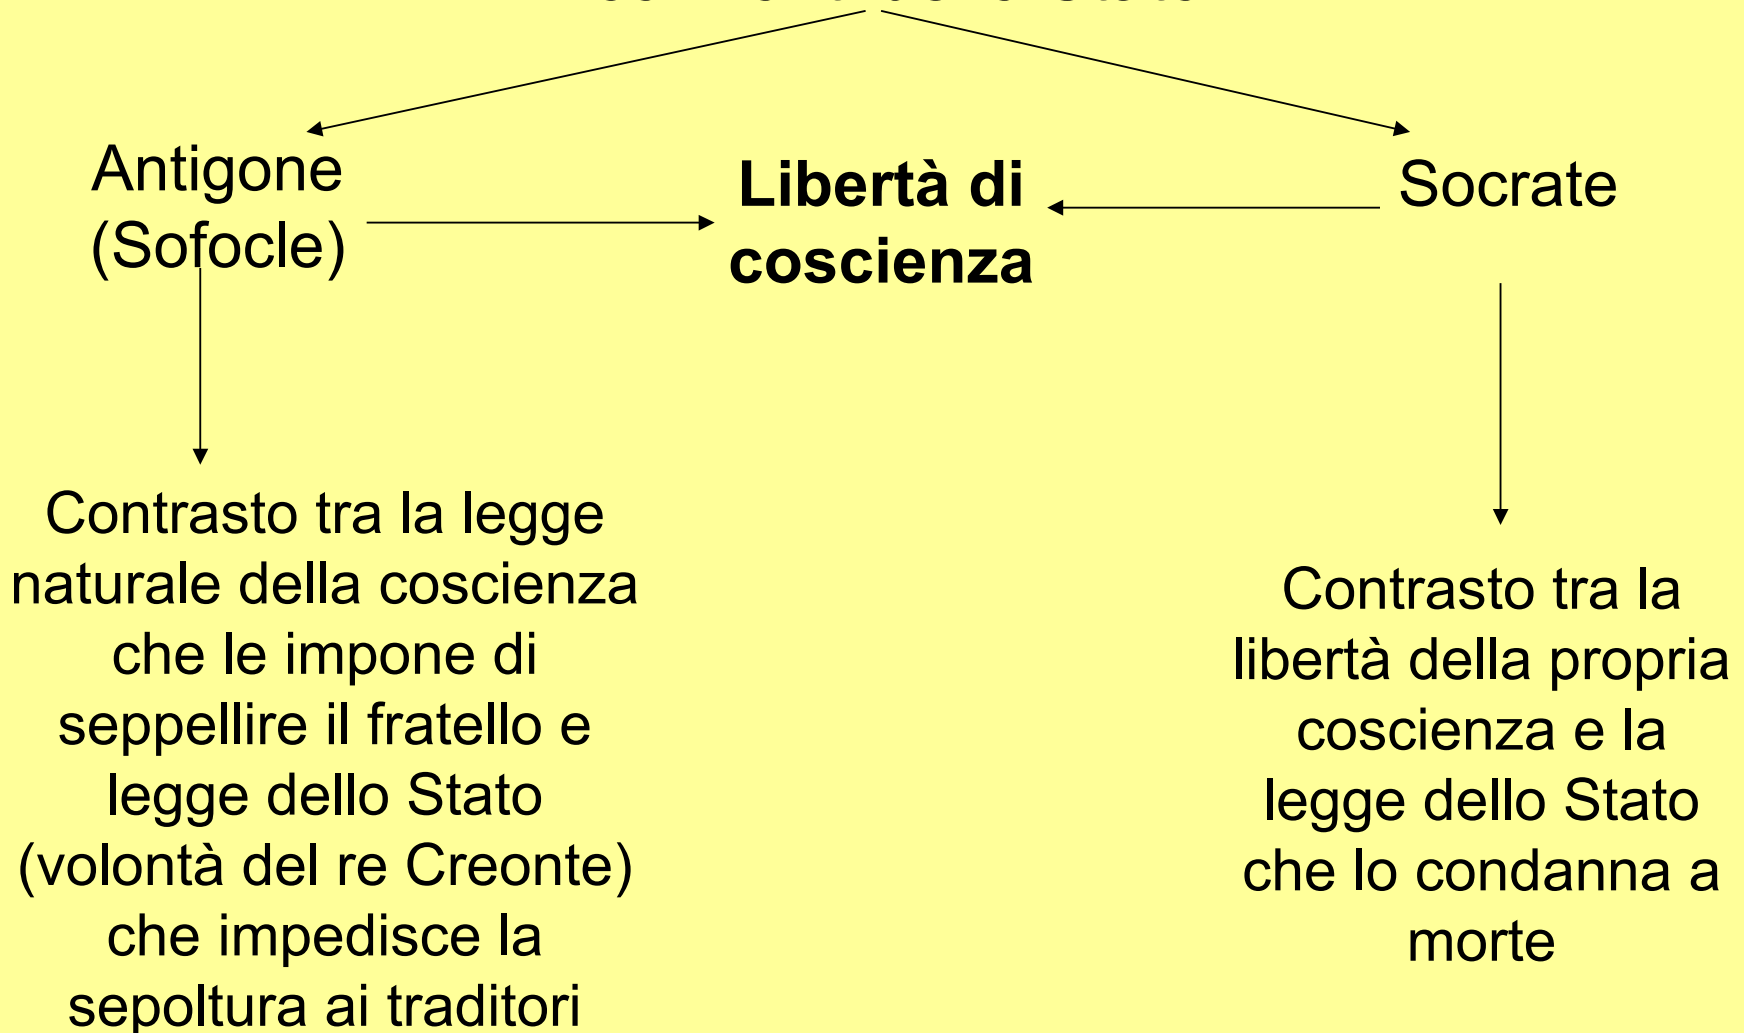 Antigone
(Sofocle)
Libertà di
coscienza
Socrate
Contrasto tra la legge
naturale della coscienza
che le impone di
seppellire il fratello e
legge dello Stato
(volontà del re Creonte)
che impedisce la
sepoltura ai traditori
Contrasto tra la
libertà della propria
coscienza e la
legge dello Stato
che lo condanna a
morte